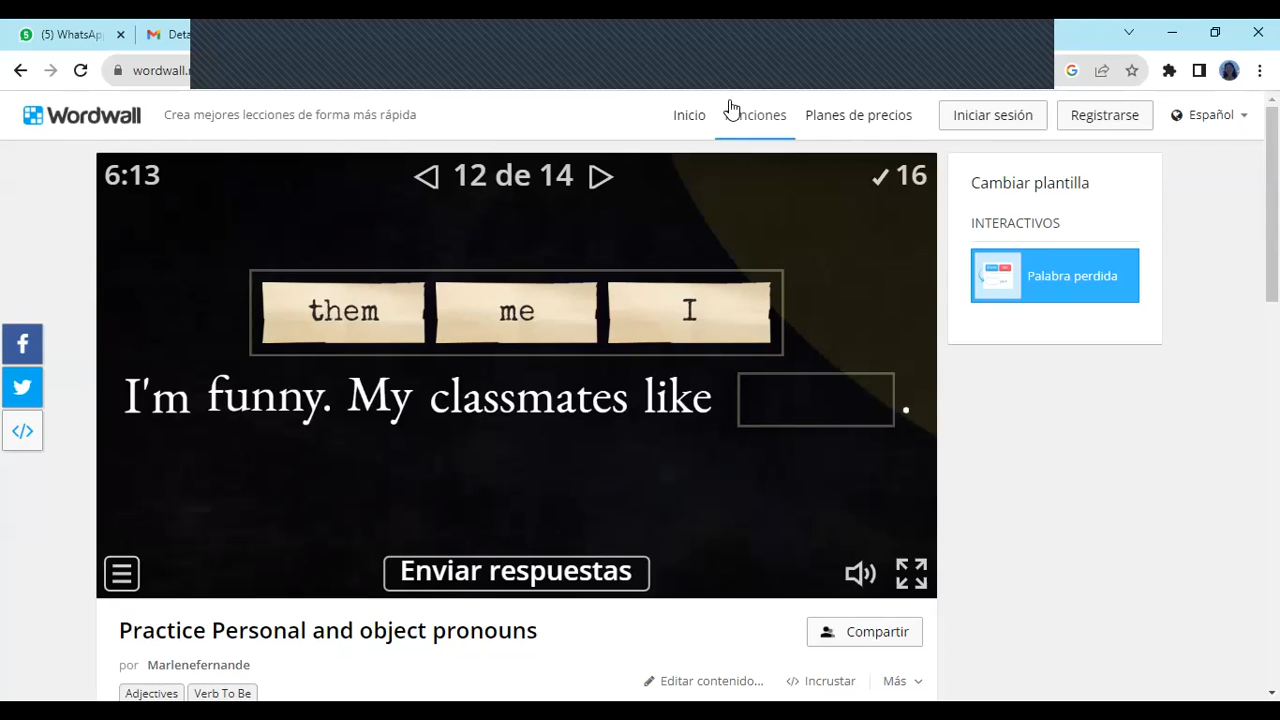 (5) WhatsAp
Deta
wordwall.
Wordwall
Crea mejores lecciones de forma más rápida
Inicio
Planes de precios
Iniciar sesión
Registrarse
Español
6:13
12 de 14
16
them
me
I
I'm funny. My classmates like
.
Enviar respuestas
Cambiar plantilla
INTERACTIVOS
Palabra perdida
Practice Personal and object pronouns
Compartir
por Marlenefernande
Editar contenido...
Incrustar
Más
Adjectives
Verb To Be